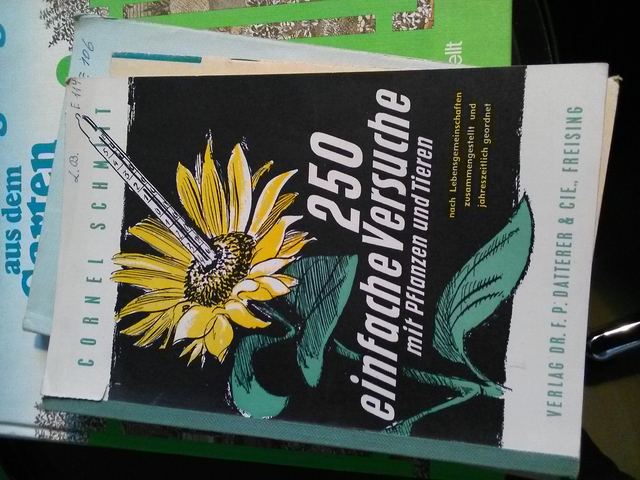 CORNEL SCHMITT
250
einfache Versuche
mit Pflanzen und Tieren
nach Lebensgemeinschaften
zusammengestellt und
jahreszeitlich geordnet
VERLAG DR. F. P. DATTERER & CIE., FREISING
aus dem
Garten